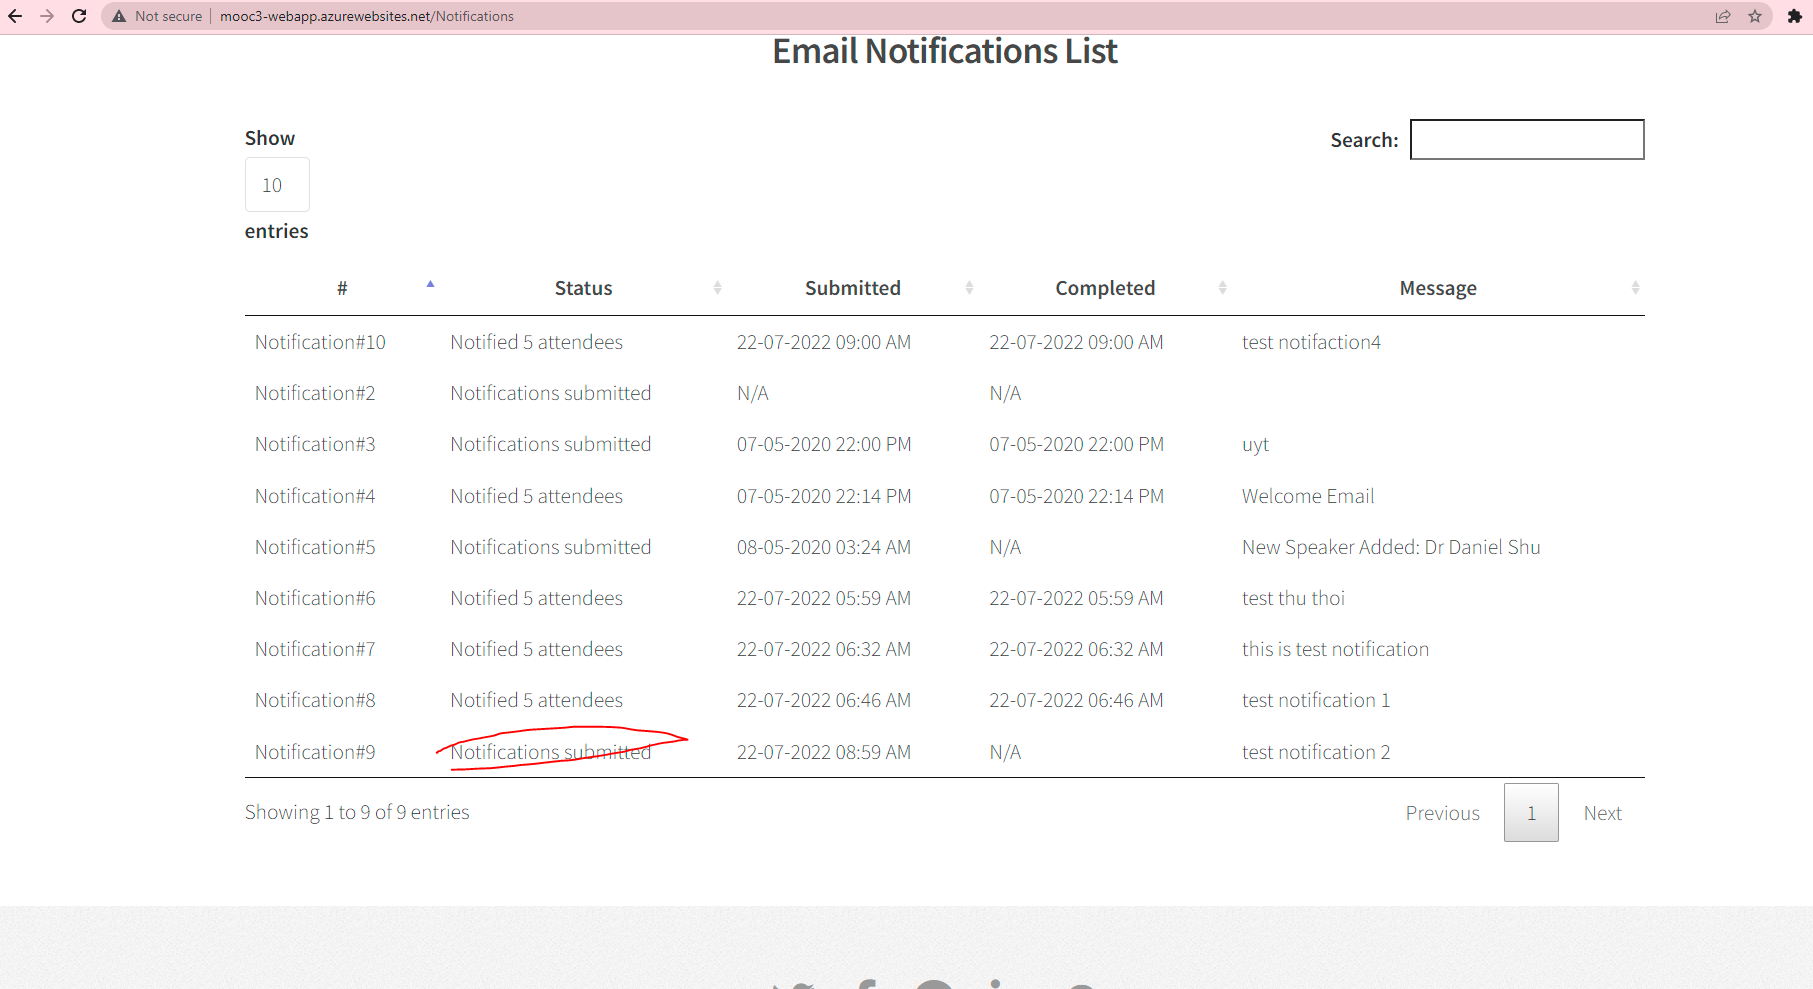 Not secure mooc3-webapp.azurewebsites.net/Notifications
Email Notifications List
Show
10
entries
Search:
# Status Submitted Completed Message
Notification#10 Notified 5 attendees 22-07-2022 09:00 AM 22-07-2022 09:00 AM test notifaction4
Notification#2 Notifications submitted N/A N/A
Notification#3 Notifications submitted 07-05-2020 22:00 PM 07-05-2020 22:00 PM uyt
Notification#4 Notified 5 attendees 07-05-2020 22:14 PM 07-05-2020 22:14 PM Welcome Email
Notification#5 Notifications submitted 08-05-2020 03:24 AM N/A New Speaker Added: Dr Daniel Shu
Notification#6 Notified 5 attendees 22-07-2022 05:59 AM 22-07-2022 05:59 AM test thu thoi
Notification#7 Notified 5 attendees 22-07-2022 06:32 AM 22-07-2022 06:32 AM this is test notification
Notification#8 Notified 5 attendees 22-07-2022 06:46 AM 22-07-2022 06:46 AM test notification 1
Notification#9 Notifications submitted 22-07-2022 08:59 AM N/A test notification 2
Showing 1 to 9 of 9 entries
Previous 1 Next